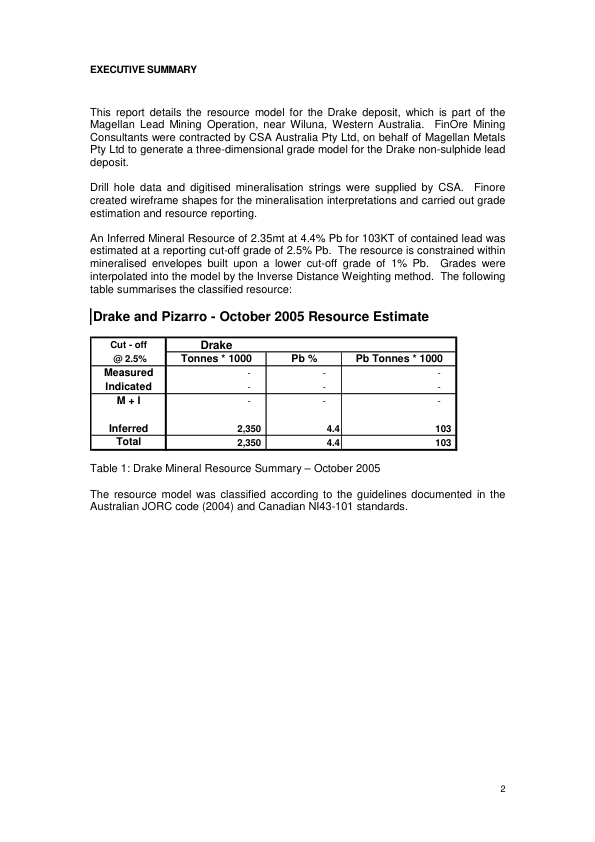 EXECUTIVE SUMMARY
This report details the resource model for the Drake deposit, which is part of the
Magellan Lead Mining Operation, near Wiluna, Western Australia. FinOre Mining
Consultants were contracted by CSA Australia Pty Ltd, on behalf of Magellan Metals
Pty Ltd to generate a three-dimensional grade model for the Drake non-sulphide lead
deposit.
Drill hole data and digitised mineralisation strings were supplied by CSA. Finore
created wireframe shapes for the mineralisation interpretations and carried out grade
estimation and resource reporting.
An Inferred Mineral Resource of 2.35mt at 4.4% Pb for 103KT of contained lead was
estimated at a reporting cut-off grade of 2.5% Pb. The resource is constrained within
mineralised envelopes built upon a lower cut-off grade of 1% Pb. Grades were
interpolated into the model by the Inverse Distance Weighting method. The following
table summarises the classified resource:
Drake and Pizarro - October 2005 Resource Estimate
Cut - off Drake
@ 2.5% Tonnes * 1000 Pb % Pb Tonnes * 1000
Measured - - -
Indicated - - -
M + I - - -
Inferred 2,350 4.4 103
Total 2,350 4.4 103
Table 1: Drake Mineral Resource Summary – October 2005
The resource model was classified according to the guidelines documented in the
Australian JORC code (2004) and Canadian NI43-101 standards.
2